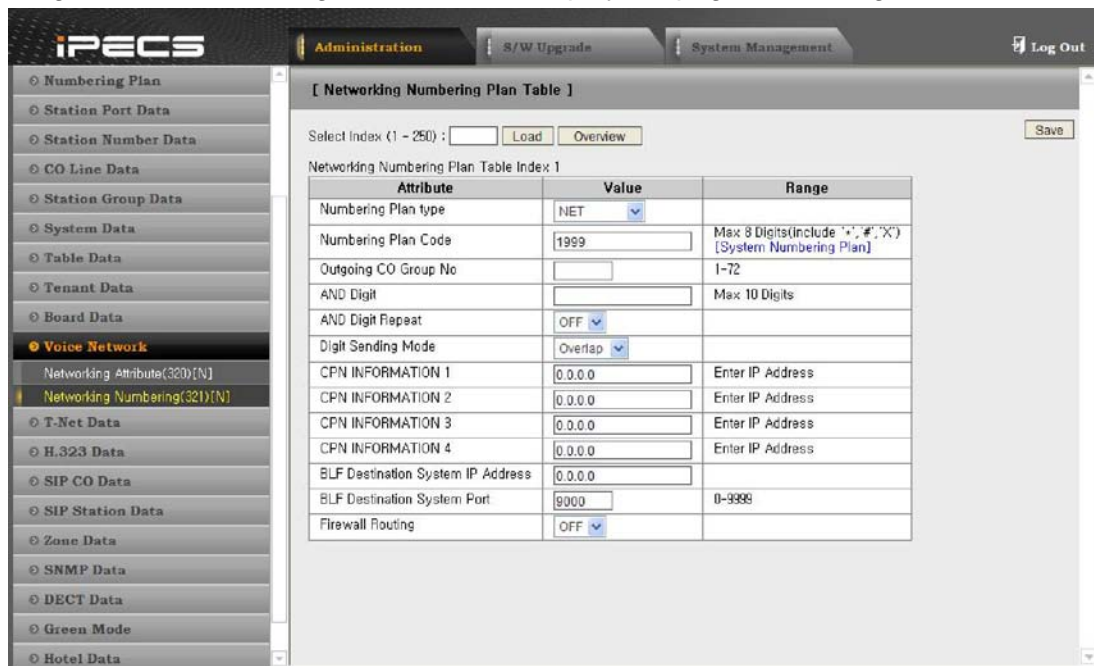 iPECS
Administration
S/W Upgrade
System Management
Log Out
Numbering Plan
Station Port Data
Station Number Data
CO Line Data
Station Group Data
System Data
Table Data
Tenant Data
Board Data
Voice Network
Networking Attribute(320)[N]
Networking Numbering(321)[N]
T-Net Data
H.323 Data
SIP CO Data
SIP Station Data
Zone Data
SNMP Data
DECT Data
Green Mode
Hotel Data
[ Networking Numbering Plan Table ]
Select Index (1 - 250) : Load Overview Save
Networking Numbering Plan Table Index 1
Attribute Value Range
Numbering Plan type NET
Numbering Plan Code 1999 Max 8 Digits(include '*','#','X')
[System Numbering Plan]
Outgoing CO Group No 1-72
AND Digit Max 10 Digits
AND Digit Repeat OFF
Digit Sending Mode Overlap
CPN INFORMATION 1 0.0.0.0 Enter IP Address
CPN INFORMATION 2 0.0.0.0 Enter IP Address
CPN INFORMATION 3 0.0.0.0 Enter IP Address
CPN INFORMATION 4 0.0.0.0 Enter IP Address
BLF Destination System IP Address 0.0.0.0
BLF Destination System Port 9000 0-9999
Firewall Routing OFF